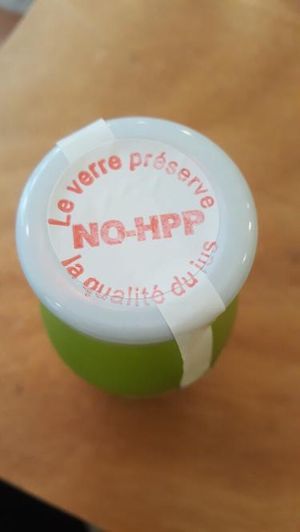 Le verre préserve
NO-HPP
la qualité du jus